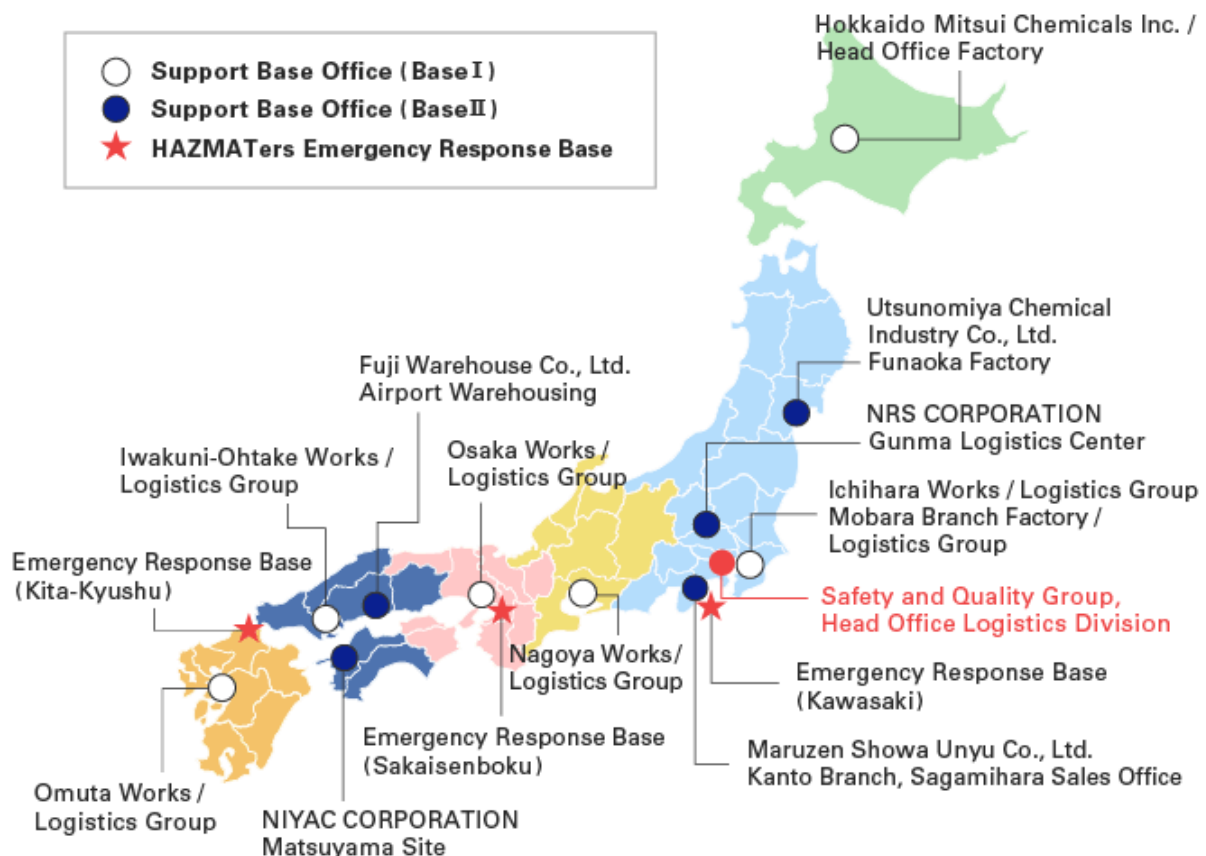 Support Base Office (BaseⅠ)
Support Base Office (BaseⅡ)
HAZMATers Emergency Response Base
Hokkaido Mitsui Chemicals Inc. /
Head Office Factory
Utsunomiya Chemical
Industry Co., Ltd.
Funaoka Factory
NRS CORPORATION
Gunma Logistics Center
Ichihara Works / Logistics Group
Mobara Branch Factory /
Logistics Group
Safety and Quality Group,
Head Office Logistics Division
Emergency Response Base
(Kawasaki)
Maruzen Showa Unyu Co., Ltd.
Kanto Branch, Sagamihara Sales Office
Fuji Warehouse Co., Ltd.
Airport Warehousing
Osaka Works /
Logistics Group
Iwakuni-Ohtake Works /
Logistics Group
Emergency Response Base
(Kita-Kyushu)
Nagoya Works/
Logistics Group
Emergency Response Base
(Sakaisenboku)
Omuta Works /
Logistics Group
NIYAC CORPORATION
Matsuyama Site